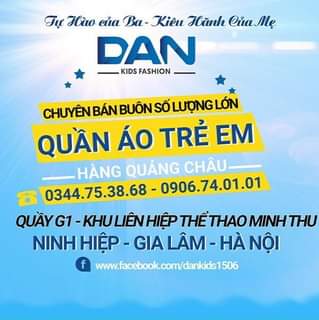 Tự Hào của Ba - Kiêu Hãnh Của Mẹ
DAN
KIDS FASHION
CHUYÊN BÁN BUÔN SỐ LƯỢNG LỚN
QUẦN ÁO TRẺ EM
HÀNG QUẢNG CHÂU
0344.75.38.68 - 0906.74.01.01
QUẦY G1 - KHU LIÊN HIỆP THỂ THAO MINH THU
NINH HIỆP - GIA LÂM - HÀ NỘI
f www.facebook.com/dankids1506